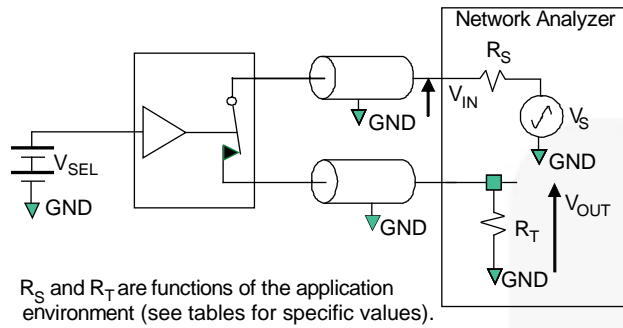 Network Analyzer
R_S
V_IN
V_S
GND
GND
V_SEL
GND
GND
V_OUT
R_T
GND
R_S and R_T are functions of the application
environment (see tables for specific values).